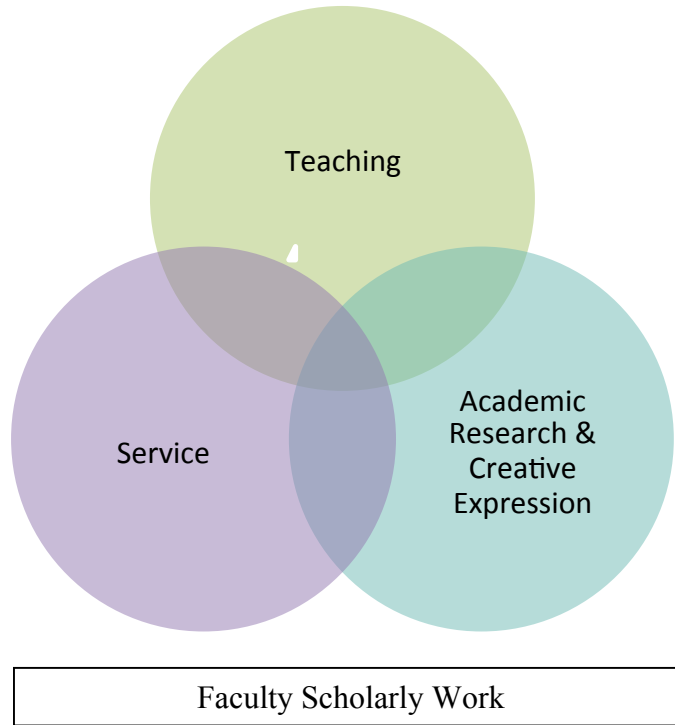 Teaching
Service
Academic
Research &
Creative
Expression
Faculty Scholarly Work